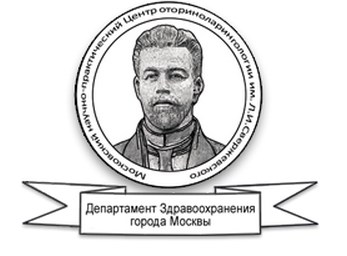 Московский научно-практический Центр оториноларингологии им. Л.И.Свержевского
Департамент Здравоохранения
города Москвы